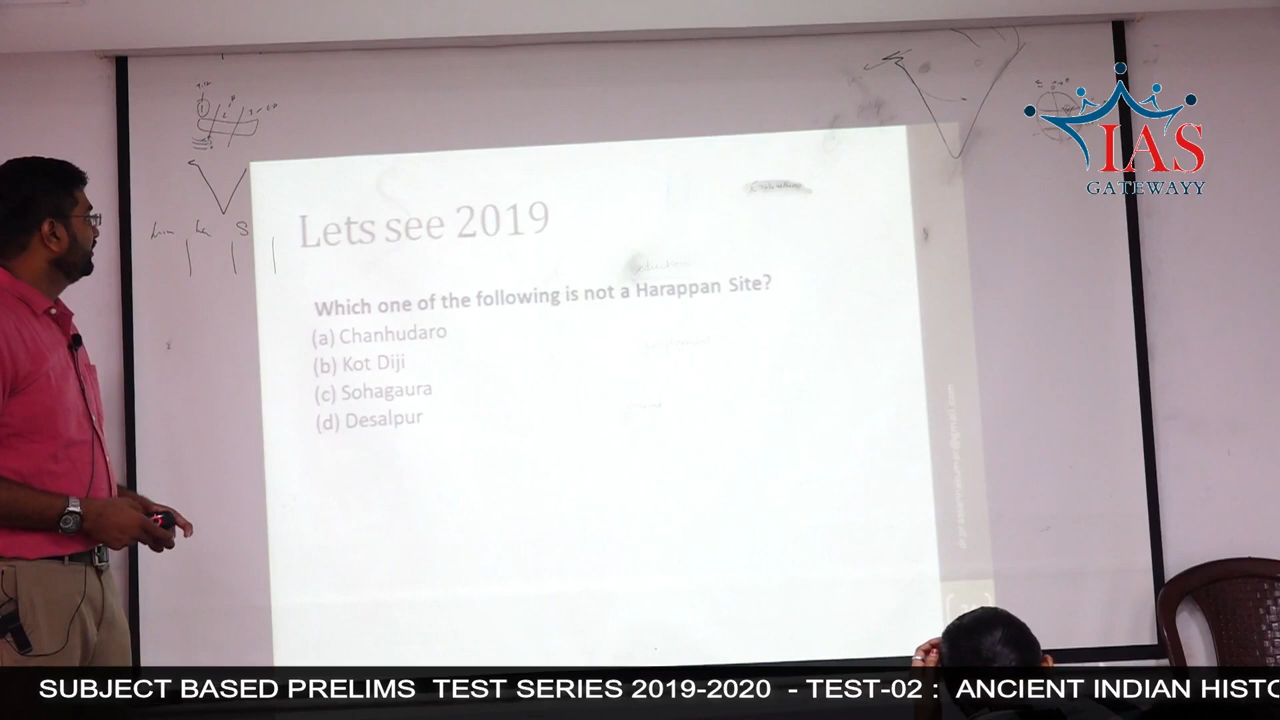 IAS
GATEWAYY
Lets see 2019
Which one of the following is not a Harappan Site?
(a) Chanhudaro
(b) Kot Diji
(c) Sohagaura
(d) Desalpur
SUBJECT BASED PRELIMS TEST SERIES 2019-2020 - TEST-02 : ANCIENT INDIAN HISTO